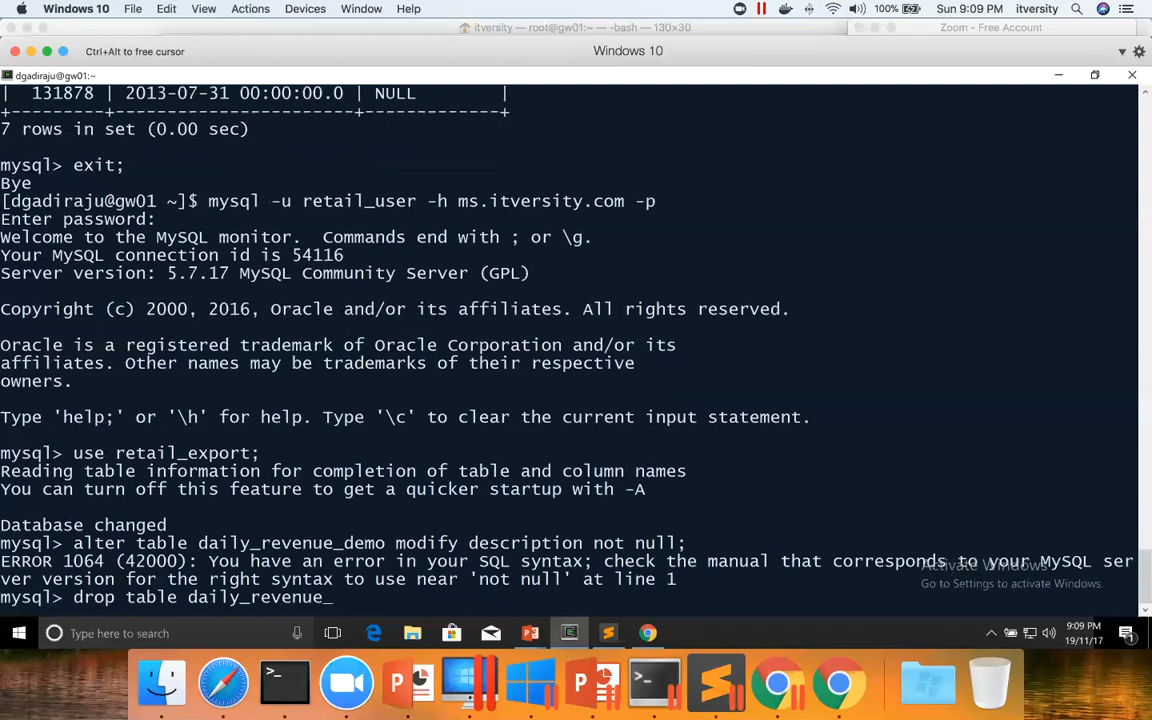 Windows 10 File Edit View Actions Devices Window Help 100% Sun 9:09 PM itversity
itversity — root@gw01:~ — -bash — 130×30 Zoom - Free Account
Ctrl+Alt to free cursor Windows 10
dgadiraju@gw01:~
| 131878 | 2013-07-31 00:00:00.0 | NULL |
+---------+-----------------------+-------------+
7 rows in set (0.00 sec)
mysql> exit;
Bye
[dgadiraju@gw01 ~]$ mysql -u retail_user -h ms.itversity.com -p
Enter password:
Welcome to the MySQL monitor.  Commands end with ; or \g.
Your MySQL connection id is 54116
Server version: 5.7.17 MySQL Community Server (GPL)
Copyright (c) 2000, 2016, Oracle and/or its affiliates. All rights reserved.
Oracle is a registered trademark of Oracle Corporation and/or its
affiliates. Other names may be trademarks of their respective
owners.
Type 'help;' or '\h' for help. Type '\c' to clear the current input statement.
mysql> use retail_export;
Reading table information for completion of table and column names
You can turn off this feature to get a quicker startup with -A
Database changed
mysql> alter table daily_revenue_demo modify description not null;
ERROR 1064 (42000): You have an error in your SQL syntax; check the manual that corresponds to your MySQL ser
ver version for the right syntax to use near 'not null' at line 1
mysql> drop table daily_revenue_
Activate Windows
Go to Settings to activate Windows.
Type here to search 9:09 PM
19/11/17